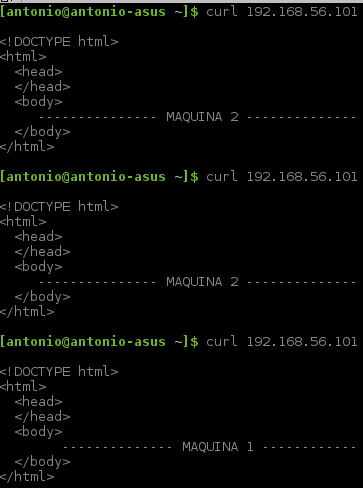 [antonio@antonio-asus ~]$ curl 192.168.56.101
<!DOCTYPE html>
<html>
  <head>
  </head>
  <body>
     --------------- MAQUINA 2 --------------
  </body>
</html>
[antonio@antonio-asus ~]$ curl 192.168.56.101
<!DOCTYPE html>
<html>
  <head>
  </head>
  <body>
     --------------- MAQUINA 2 --------------
  </body>
</html>
[antonio@antonio-asus ~]$ curl 192.168.56.101
<!DOCTYPE html>
<html>
  <head>
  </head>
  <body>
        -------------- MAQUINA 1 ------------
  </body>
</html>